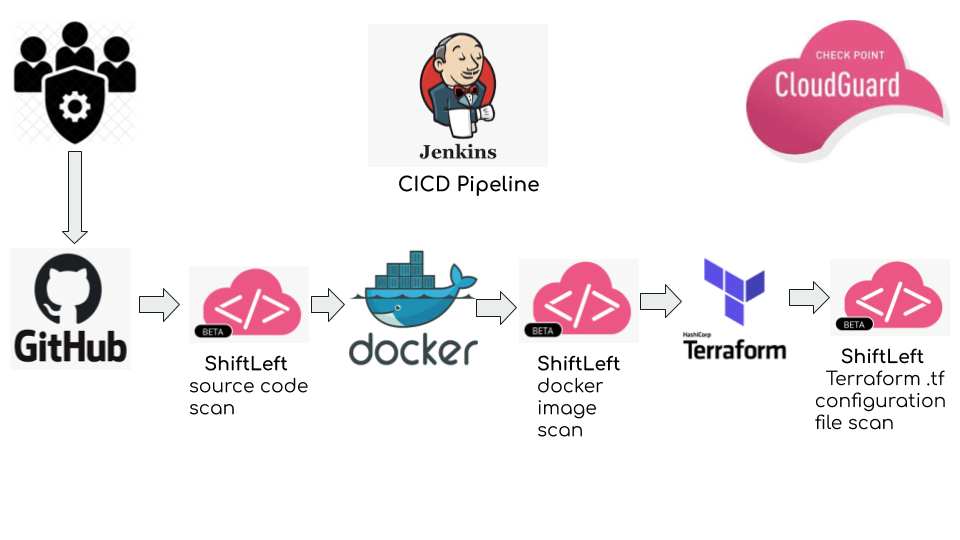 CHECK POINT
CloudGuard
Jenkins
CICD Pipeline
GitHub
</>
BETA
ShiftLeft
source code
scan
docker
</>
BETA
ShiftLeft
docker
image
scan
HashiCorp
Terraform
</>
BETA
ShiftLeft
Terraform .tf
configuration
file scan